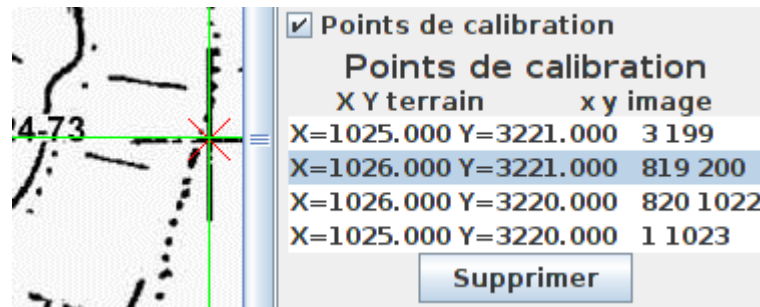 24-73
Points de calibration
Points de calibration
X Y terrain x y image
X=1025.000 Y=3221.000 3 199
X=1026.000 Y=3221.000 819 200
X=1026.000 Y=3220.000 820 1022
X=1025.000 Y=3220.000 1 1023
Supprimer